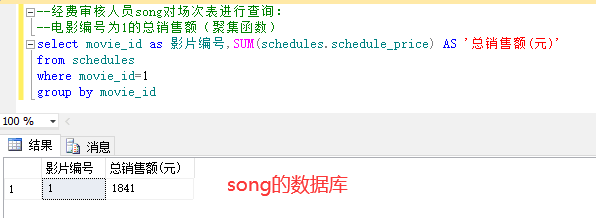 --经费审核人员song对场次表进行查询:
--电影编号为1的总销售额（聚集函数）
select movie_id as 影片编号,SUM(schedules.schedule_price) AS '总销售额(元)'
from schedules
where movie_id=1
group by movie_id
100 %
结果 消息
影片编号 总销售额(元)
1 1 1841
song的数据库